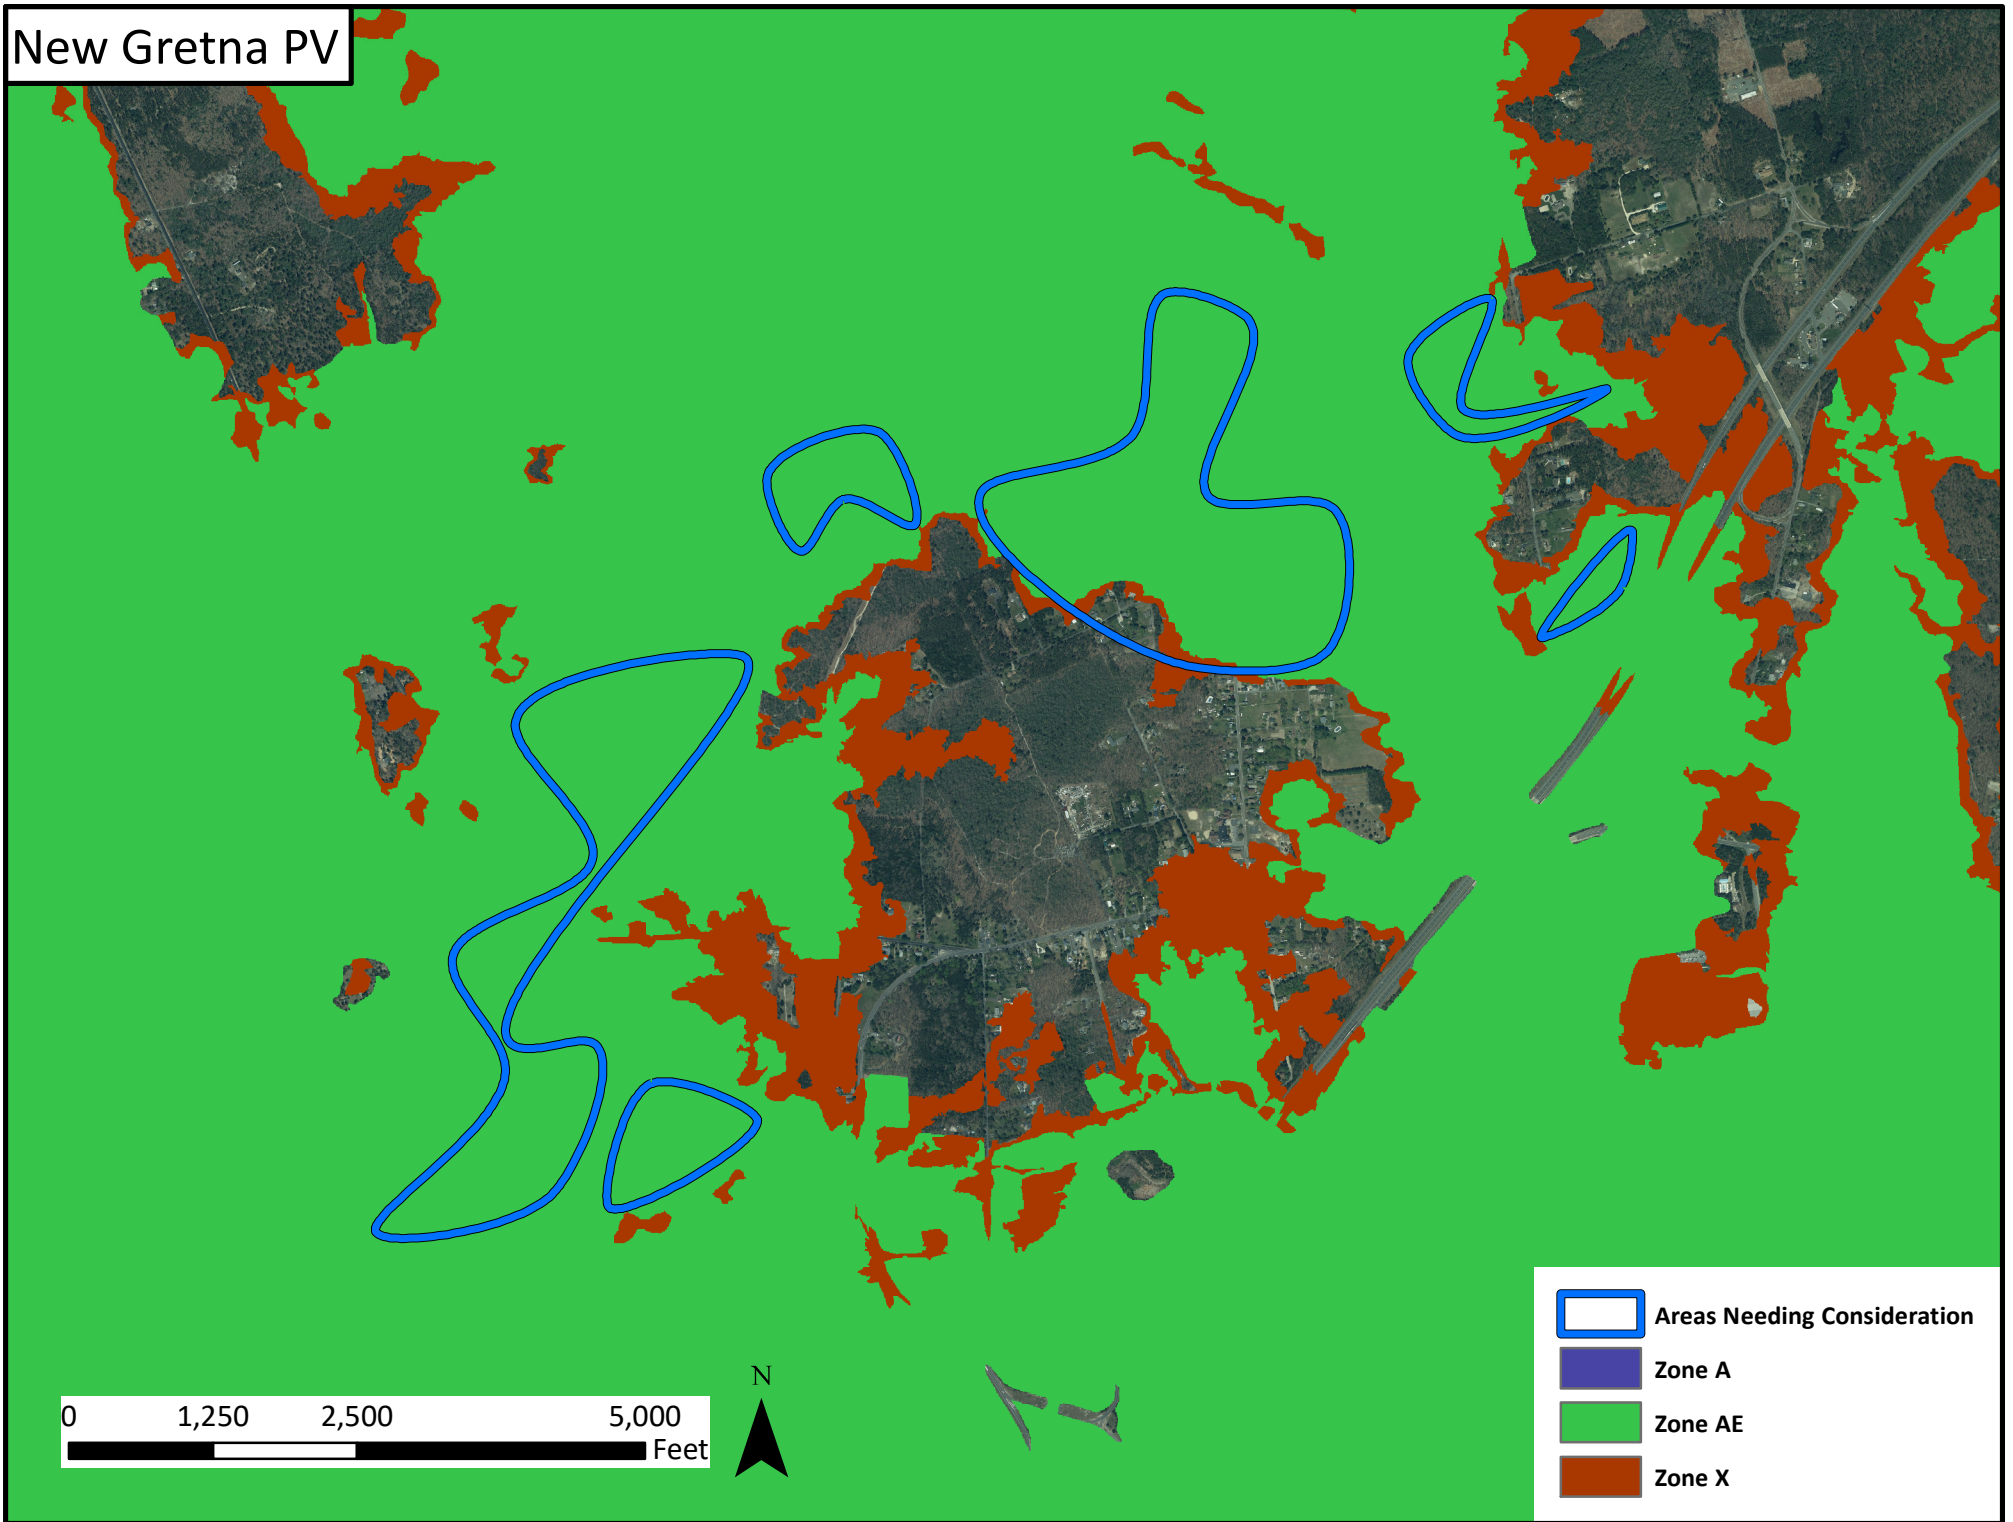 New Gretna PV
Areas Needing Consideration
Zone A
Zone AE
Zone X
N
0 1,250 2,500 5,000
Feet